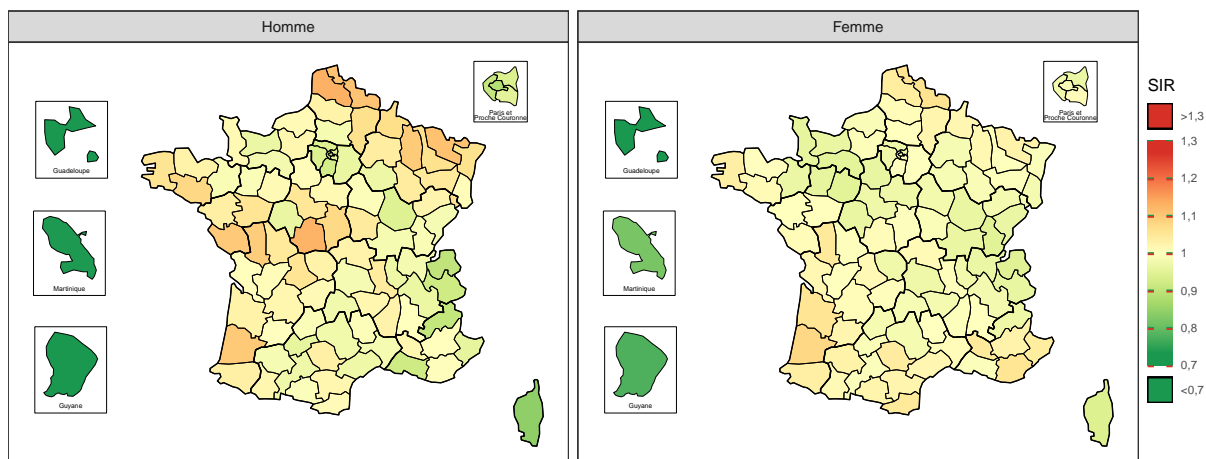 Homme
Paris et
Proche Couronne
Guadeloupe
Martinique
Guyane
Femme
Paris et
Proche Couronne
Guadeloupe
Martinique
Guyane
SIR
>1,3
1,3
1,2
1,1
1
0,9
0,8
0,7
<0,7